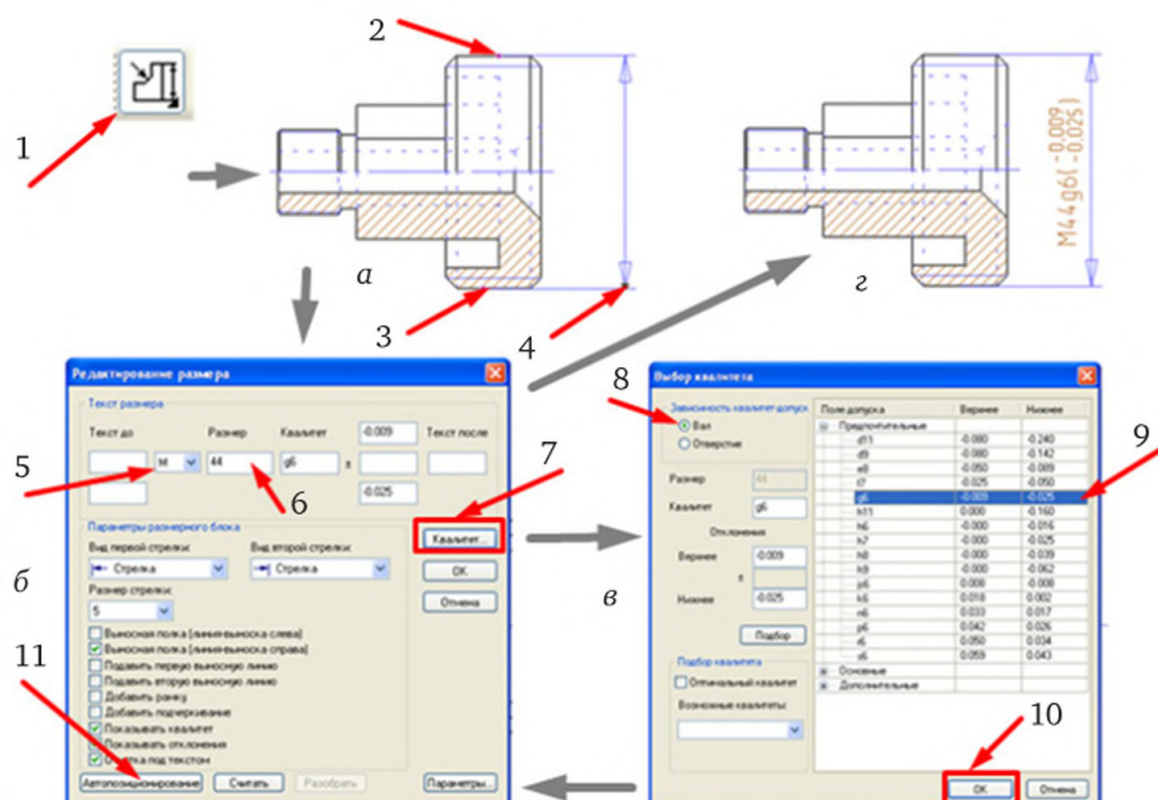 1
2
3
4
а
г
M44g6(-0.009
-0.025)
Редактирование размера
Текст размера
Текст до
Размер
Квалитет
-0.009
Текст после
M
44
g6
±
-0.025
5
6
7
Параметры размерного блока
Вид первой стрелки:
Вид второй стрелки:
Стрелка
Стрелка
Размер стрелки:
5
Квалитет...
OK
Отмена
б
11
Выносная полка (линия-выноска слева)
Выносная полка (линия-выноска справа)
Подавить первую выносную линию
Подавить вторую выносную линию
Добавить рамку
Добавить подчеркивание
Показывать квалитет
Показывать отклонения
под текстом
Автопозиционирование
Считать
Разобрать
Параметры...
8
9
10
в
Выбор квалитета
Зависимость квалитет-допуск
Вал
Отверстие
Размер
44
Квалитет
g6
Отклонения
Верхнее
-0.009
±
Нижнее
-0.025
Подбор
Подбор квалитета
Оптимальный квалитет
Возможные квалитеты:
Поле допуска Верхнее Нижнее
Предпочтительные
d11 -0.080 -0.240
d9 -0.080 -0.142
e8 -0.050 -0.089
f7 -0.025 -0.050
g6 -0.009 -0.025
h11 0.000 -0.160
h6 -0.000 -0.016
h7 -0.000 -0.025
h8 -0.000 -0.039
h9 -0.000 -0.062
js6 0.008 -0.008
k6 0.018 0.002
n6 0.033 0.017
p6 0.042 0.026
r6 0.050 0.034
s6 0.059 0.043
Основные
Дополнительные
OK
Отмена